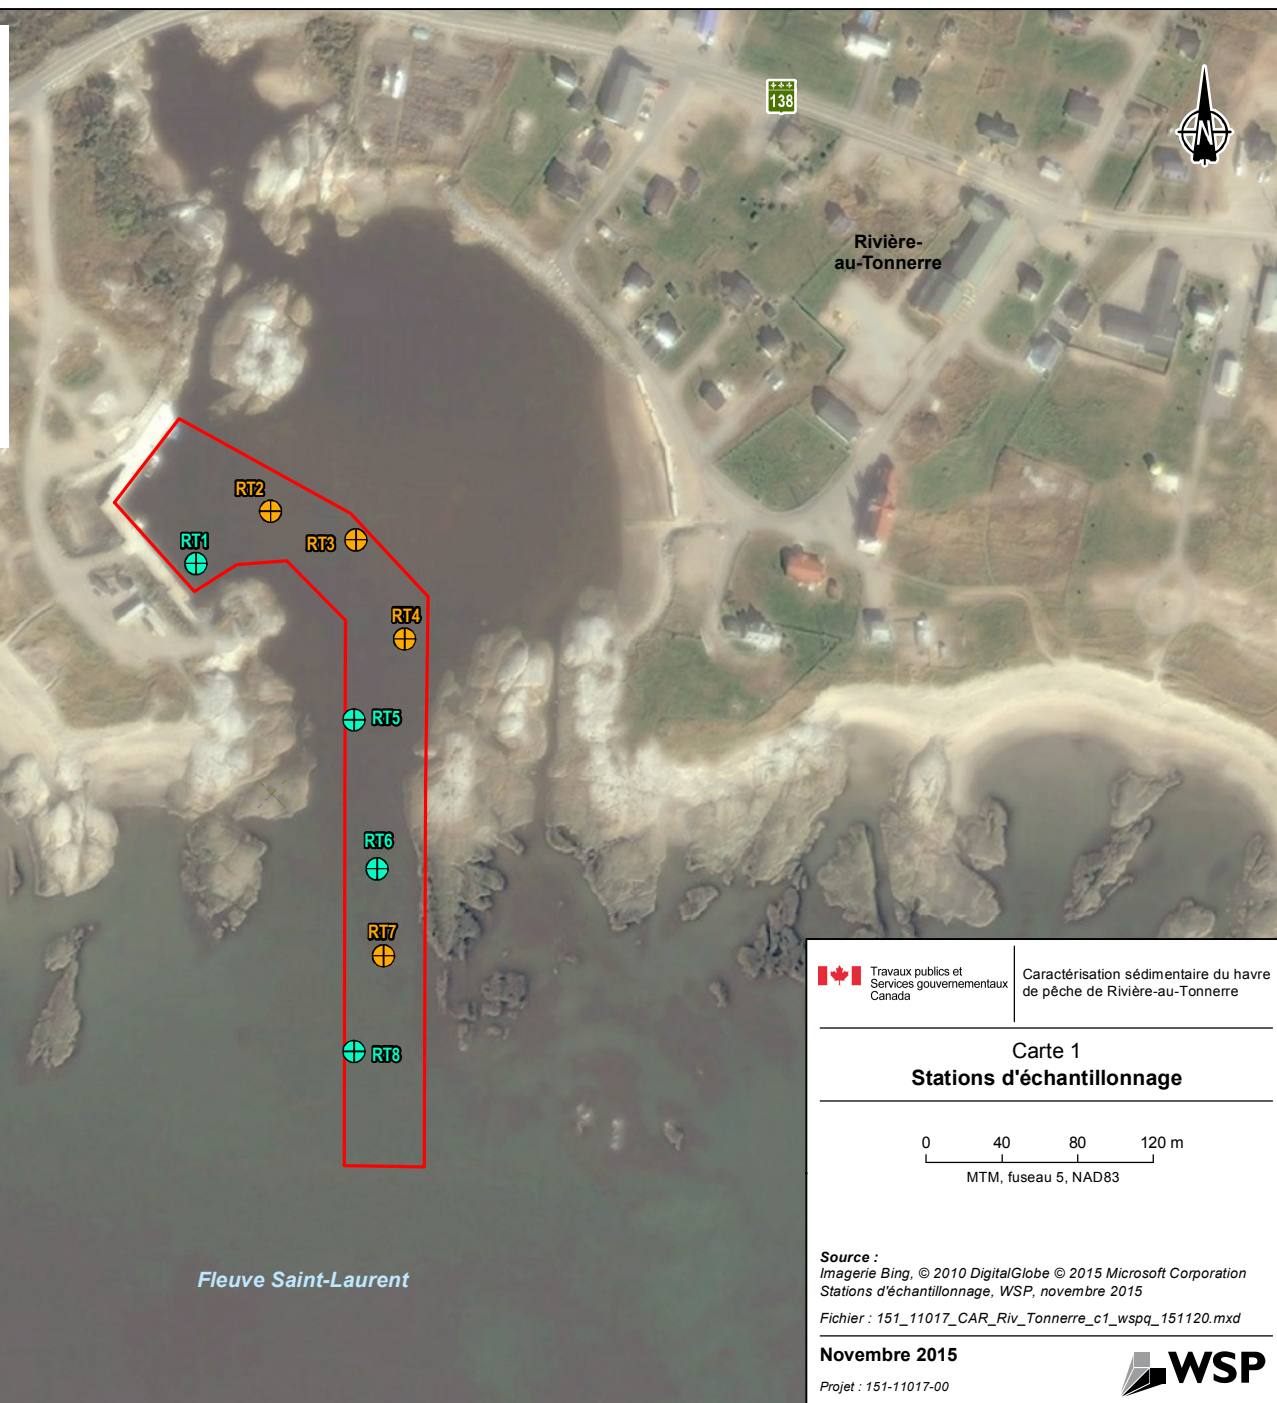 138
N
Rivière-
au-Tonnerre
RT2
RT3
RT1
RT4
RT5
RT6
RT7
RT8
Fleuve Saint-Laurent
Travaux publics et
Services gouvernementaux
Canada
Caractérisation sédimentaire du havre
de pêche de Rivière-au-Tonnerre
Carte 1
Stations d'échantillonnage
0 40 80 120 m
MTM, fuseau 5, NAD83
Source :
Imagerie Bing, © 2010 DigitalGlobe © 2015 Microsoft Corporation
Stations d'échantillonnage, WSP, novembre 2015
Fichier : 151_11017_CAR_Riv_Tonnerre_c1_wspq_151120.mxd
Novembre 2015
Projet : 151-11017-00
WSP